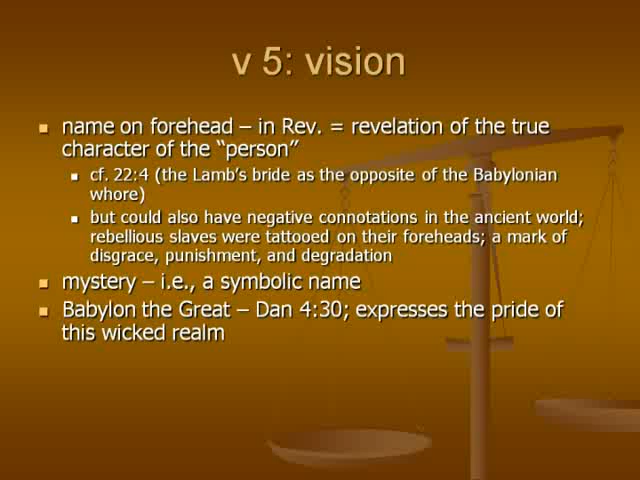 v 5: vision
■ name on forehead – in Rev. = revelation of the true
character of the “person”
■ cf. 22:4 (the Lamb’s bride as the opposite of the Babylonian
whore)
■ but could also have negative connotations in the ancient world;
rebellious slaves were tattooed on their foreheads; a mark of
disgrace, punishment, and degradation
■ mystery – i.e., a symbolic name
■ Babylon the Great – Dan 4:30; expresses the pride of
this wicked realm